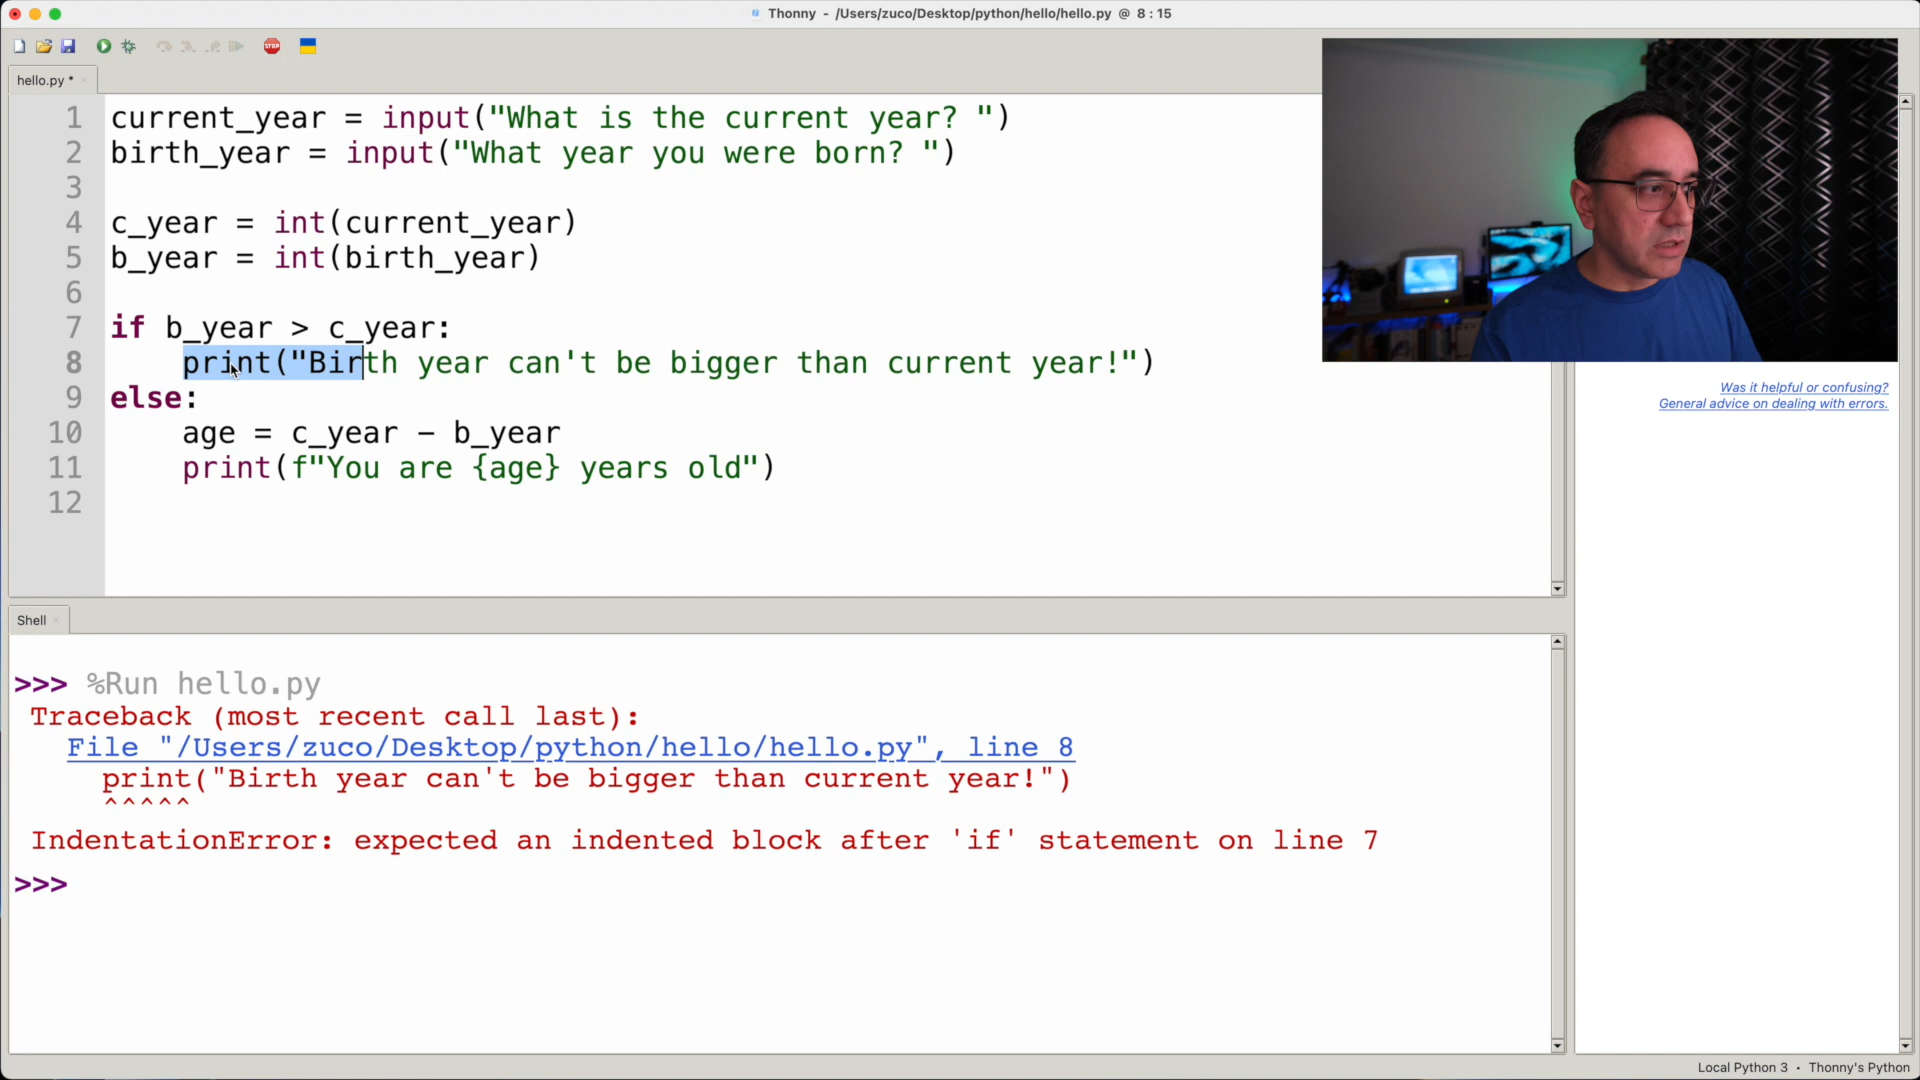 Thonny - /Users/zuco/Desktop/python/hello/hello.py @ 8 : 15
STOP
hello.py *
1 current_year = input("What is the current year? ")
2 birth_year = input("What year you were born? ")
3
4 c_year = int(current_year)
5 b_year = int(birth_year)
6
7 if b_year > c_year:
8 print("Birth year can't be bigger than current year!")
9 else:
10 age = c_year - b_year
11 print(f"You are {age} years old")
12
Was it helpful or confusing?
General advice on dealing with errors.
Shell
>>> %Run hello.py
Traceback (most recent call last):
File "/Users/zuco/Desktop/python/hello/hello.py", line 8
print("Birth year can't be bigger than current year!")
^^^^^
IndentationError: expected an indented block after 'if' statement on line 7
>>>
Local Python 3 • Thonny's Python